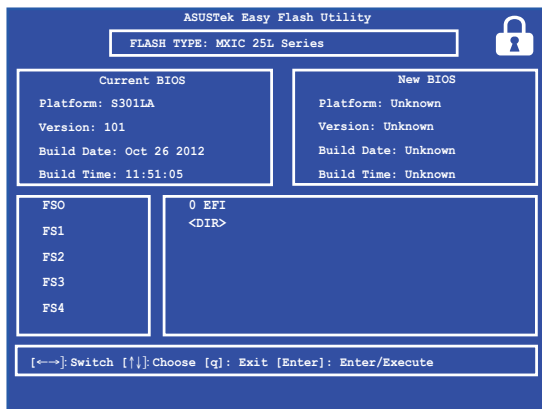 ASUSTek Easy Flash Utility
FLASH TYPE: MXIC 25L Series
Current BIOS
Platform: S301LA
Version: 101
Build Date: Oct 26 2012
Build Time: 11:51:05
New BIOS
Platform: Unknown
Version: Unknown
Build Date: Unknown
Build Time: Unknown
FSO
FS1
FS2
FS3
FS4
0 EFI
<DIR>
[←→]: Switch [↑↓]: Choose [q]: Exit [Enter]: Enter/Execute